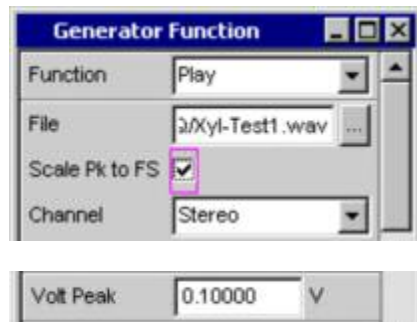 Generator Function
Function Play
File /Xyl-Test1.wav ...
Scale Pk to FS
Channel Stereo
Volt Peak 0.10000 V